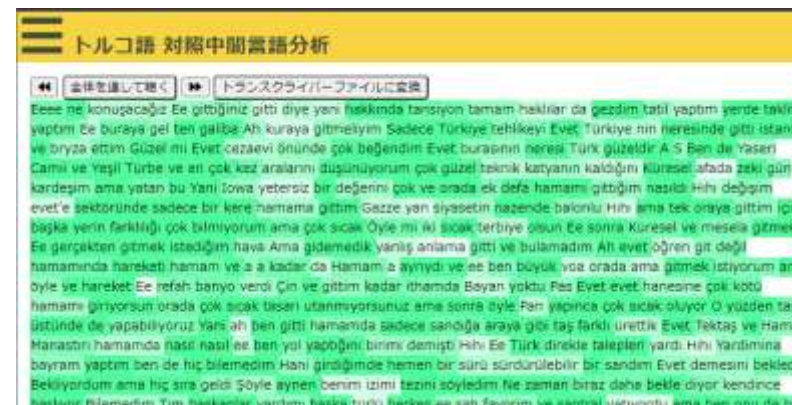 トルコ語 対照中間言語分析
全体を通して聴く トランスクライバーファイルに変換
Eeee ne konuşacağız Ee gittiğiniz gitti diye yani hakkında tansiyon tamam haklılar da gezdim tatil yaptım yerde
yaptım Ee buraya gel ten galiba Ah kuraya gitmeliyim Sadece Türkiye tehlikeyi Evet Türkiye nin neresinde gitti
ve bryza ettim Güzel mi Evet cezaevi önünde çok beğendim Evet burasının neresi Türk güzeldir A S Ben de Yaseri
Camii ve Yeşil Türbe ve en çok kez aralarını düşünüyorum çok güzel teknik katyanın kaldığını Küresel afada zeki
kardeşim ama yatan bu Yani Iowa yetersiz bir değerini çok ve orada ek defa hamamı gittiğim nasıldı Hıhı değişim
evet'e sektöründe sadece bir kere hamama gittim Gazze yan siyasetin nazende balonlu Hıhı ama tek oraya gittim
başka yerin farklılığı çok bilmiyorum ama çok sıcak Öyle mi iki sıcak terbiye olsun Ee sonra Küresel ve mesela
Ee gerçekten gitmek istediğim hava Ama gidemedik yanlış anlama gitti ve bulamadım Ah evet öğren git değil
hamamında hareketi hamam ve a a kadar da Hamam a aynıydı ve ee ben büyük voa orada ama gitmek istiyorum
öyle ve hareket Ee refah banyo verdi Çin ve gittim kadar ithamda Bayan yoktu Pas Evet evet hanesine çok kötü
hamamı giriyorsun orada çok sıcak tasarı utanmıyorsunuz ama sonra öyle Pan yapınca çok sıcak oluyor O yüzden
üstünde de yapabiliyoruz Yani ah ben gitti hamamda sadece sandığa araya gibi taş farklı ürettik Evet Tektaş ve
Manastırı hamamda nasıl nasıl ee ben yol yaptığını birimi demişti Hıhı Ee Türk direkle talepleri yardı Hıhı Yardımına
bayram yaptım ben de hiç bilemedim Hani girdiğimde hemen bir sürü sürdürülebilir bir sandım Evet demesini
Bekliyordum ama hiç sıra geldi Şöyle aynen benim izimi tezini söyledim Ne zaman biraz daha bekle diyor kendince